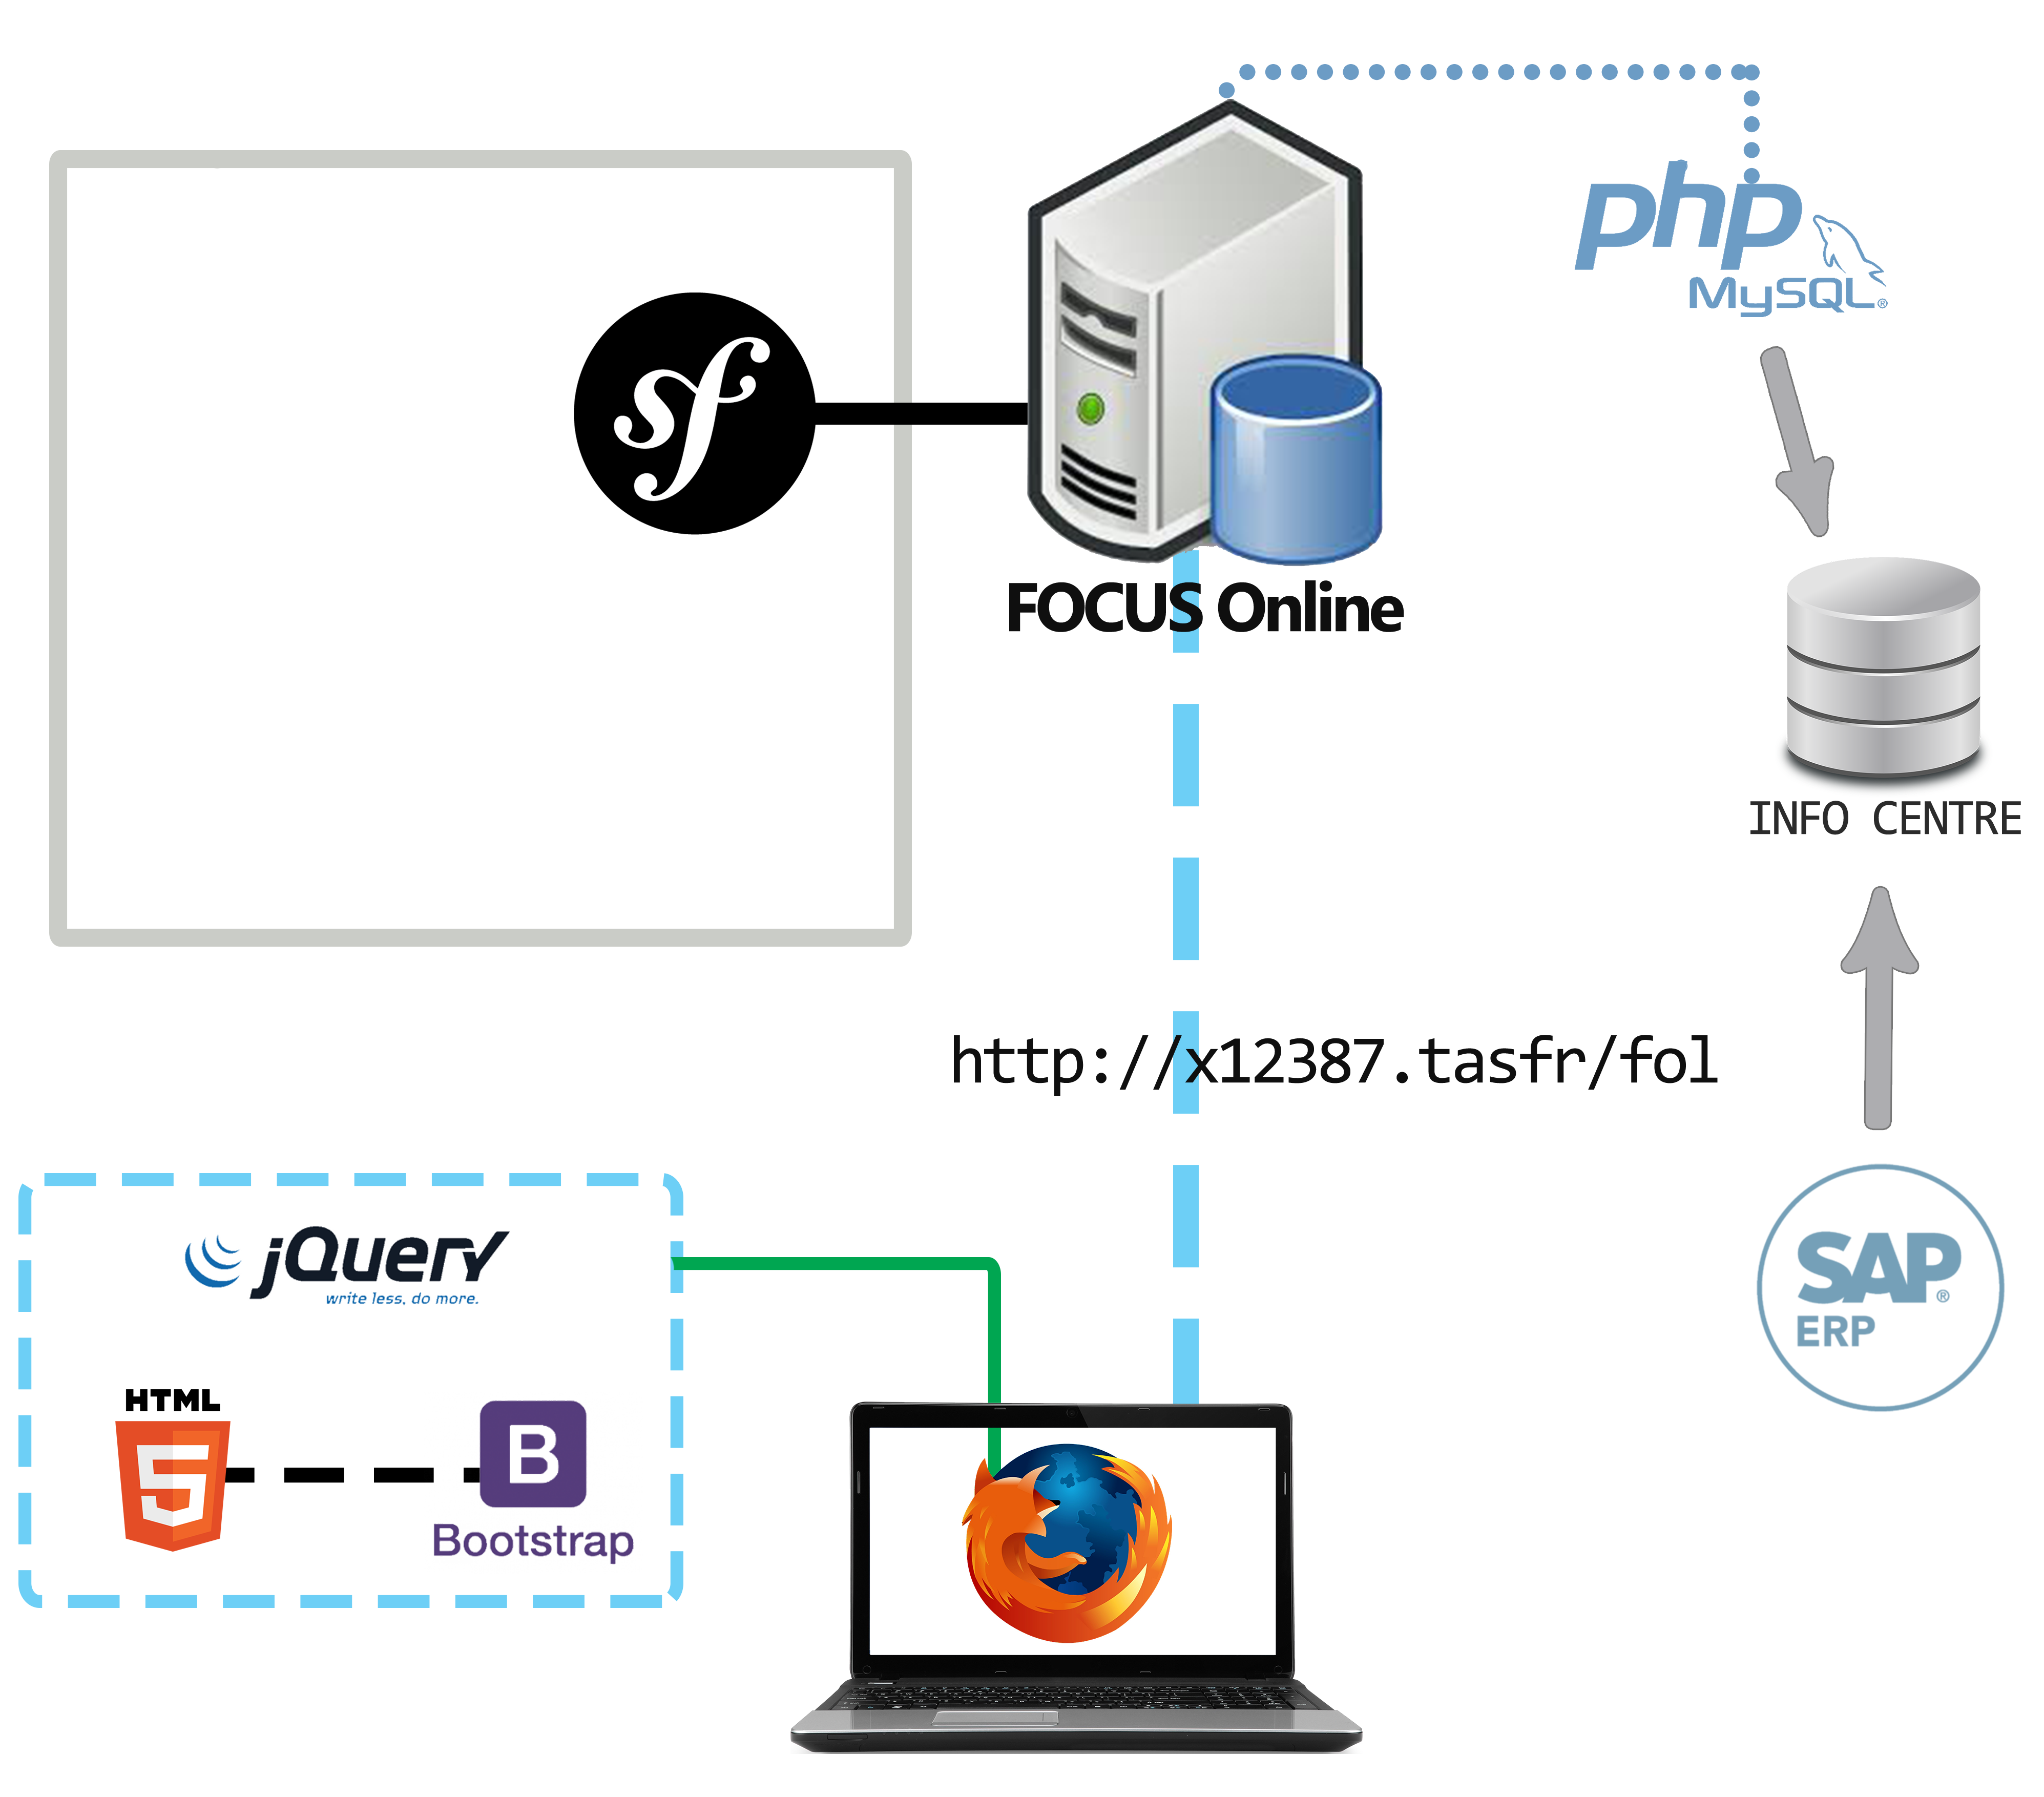 php
MySQL®
sf
FOCUS Online
INFO CENTRE
http://x12387.tasfr/fol
jQuery
write less, do more.
SAP®
ERP
HTML
5
B
Bootstrap